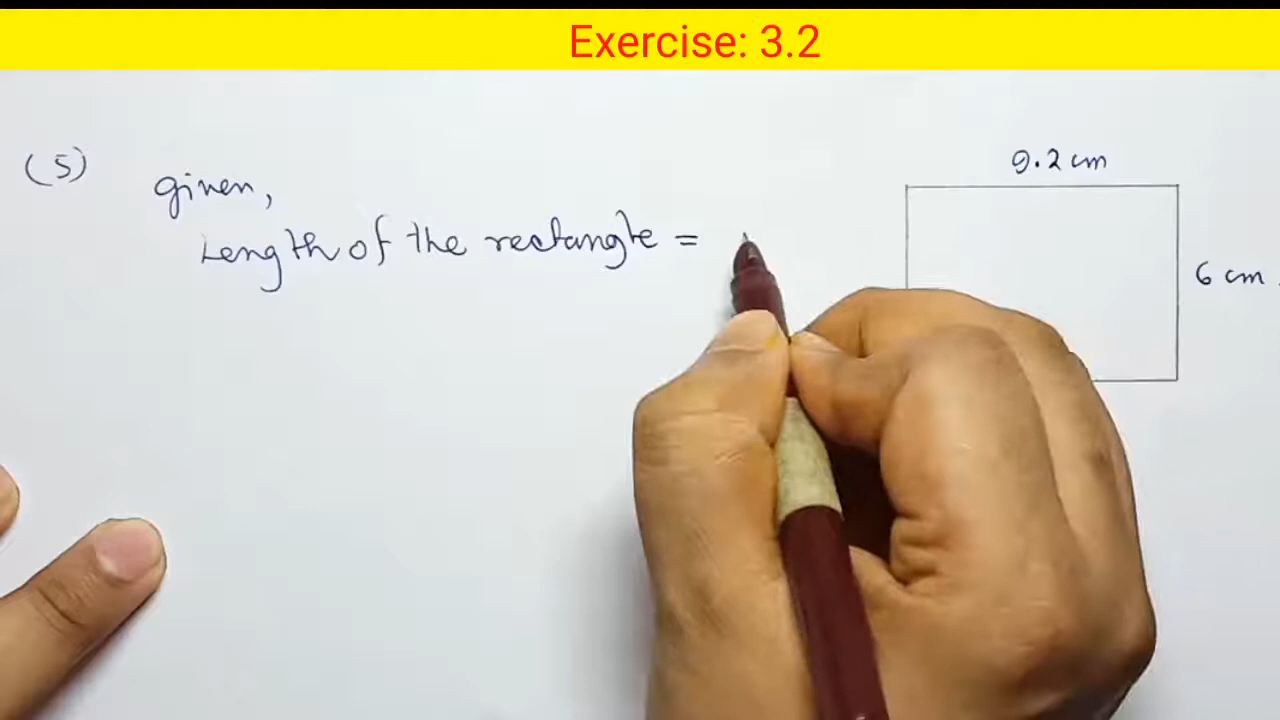 Exercise: 3.2
(5)
given,
9.2 cm
Length of the rectangle =
6 cm.